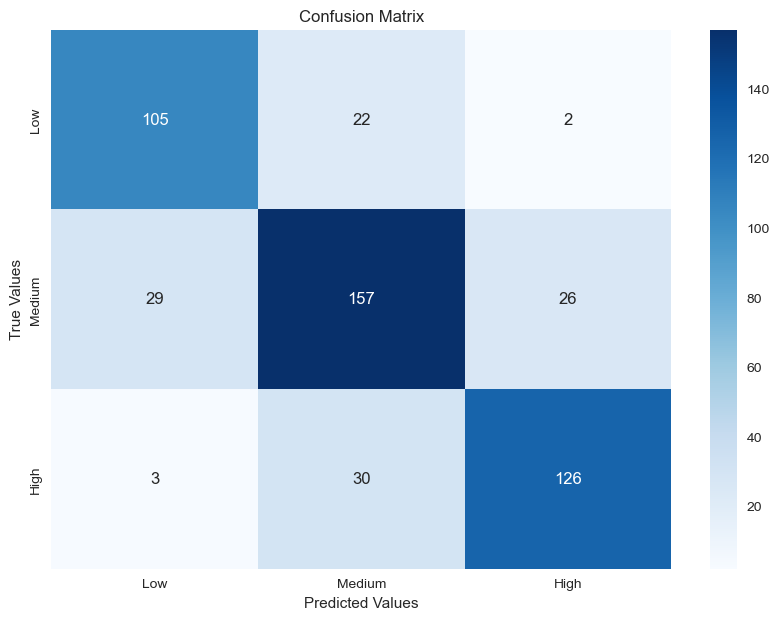 Confusion Matrix
True Values
Low
105
22
2
Medium
29
157
26
High
3
30
126
Low
Medium
High
Predicted Values
140
120
100
80
60
40
20